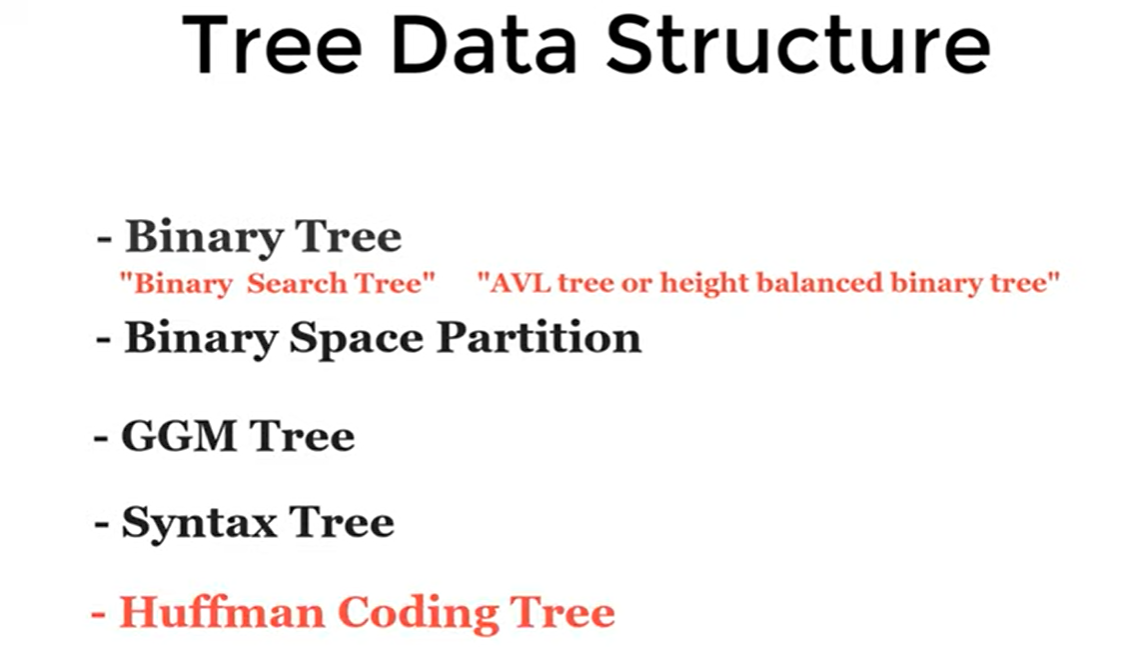 Tree Data Structure
- Binary Tree
"Binary Search Tree" "AVL tree or height balanced binary tree"
- Binary Space Partition
- GGM Tree
- Syntax Tree
- Huffman Coding Tree